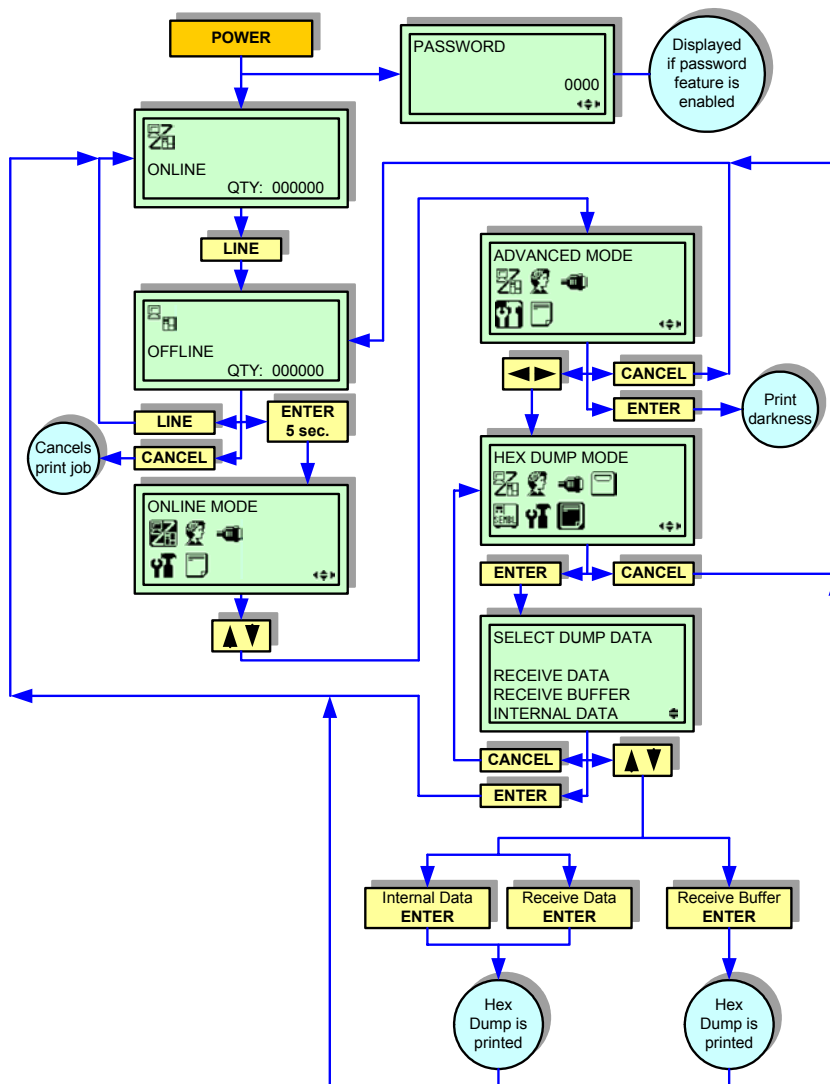 POWER
PASSWORD
0000
Displayed
if password
feature is
enabled
ONLINE
QTY: 000000
LINE
OFFLINE
QTY: 000000
LINE
ENTER
5 sec.
CANCEL
Cancels
print job
ONLINE MODE
ADVANCED MODE
CANCEL
ENTER
Print
darkness
HEX DUMP MODE
SEMBL
ENTER
CANCEL
SELECT DUMP DATA
RECEIVE DATA
RECEIVE BUFFER
INTERNAL DATA
CANCEL
ENTER
Internal Data
ENTER
Receive Data
ENTER
Receive Buffer
ENTER
Hex
Dump is
printed
Hex
Dump is
printed